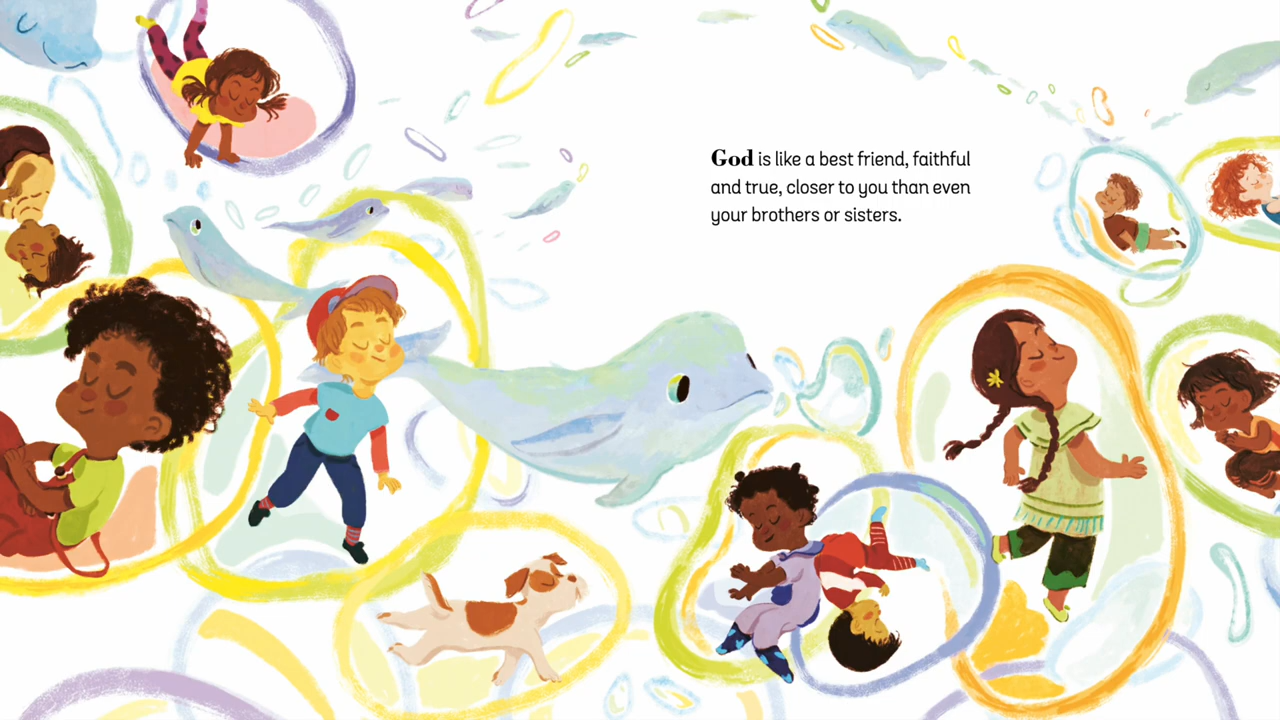 God is like a best friend, faithful
and true, closer to you than even
your brothers or sisters.